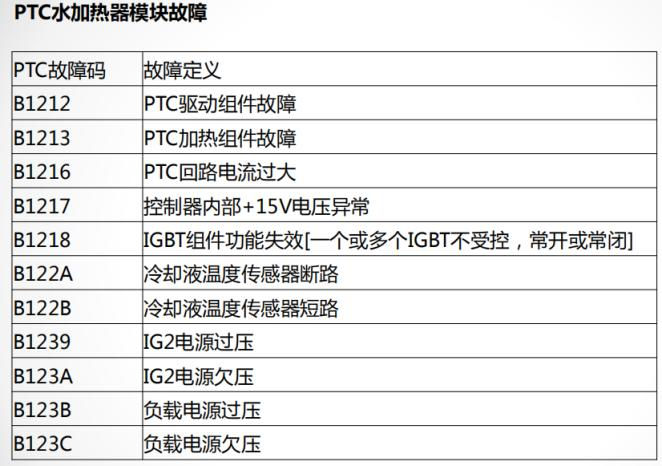 PTC水加热器模块故障
PTC故障码 故障定义
B1212 PTC驱动组件故障
B1213 PTC加热组件故障
B1216 PTC回路电流过大
B1217 控制器内部+15V电压异常
B1218 IGBT组件功能失效[一个或多个IGBT不受控，常开或常闭]
B122A 冷却液温度传感器断路
B122B 冷却液温度传感器短路
B1239 IG2电源过压
B123A IG2电源欠压
B123B 负载电源过压
B123C 负载电源欠压